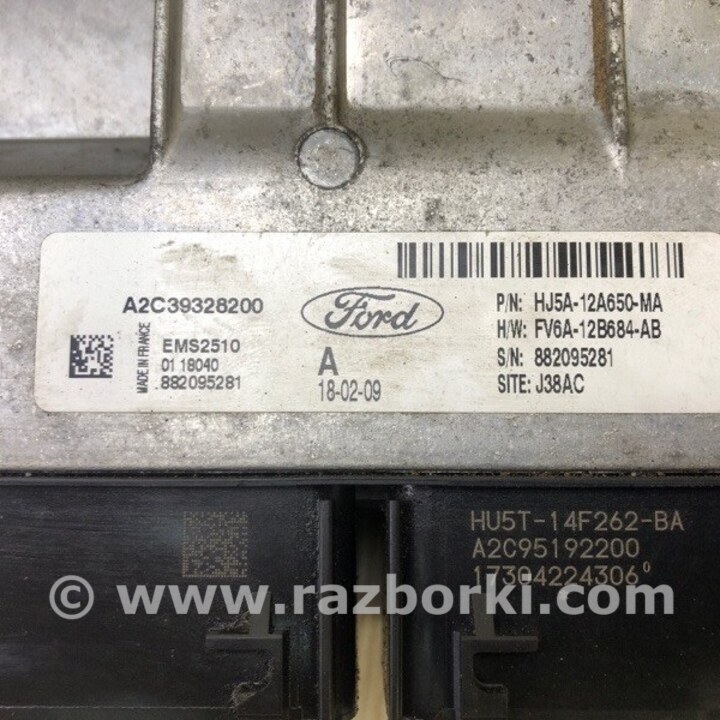 A2C39328200
MADE IN FRANCE
EMS2510
01 18040
882095281
Ford
A
18-02-09
P/N: HJ5A-12A650-MA
H/W: FV6A-12B684-AB
S/N: 882095281
SITE: J38AC
HU5T-14F262-BA
A2C95192200
17304224306⁰
© www.razborki.com